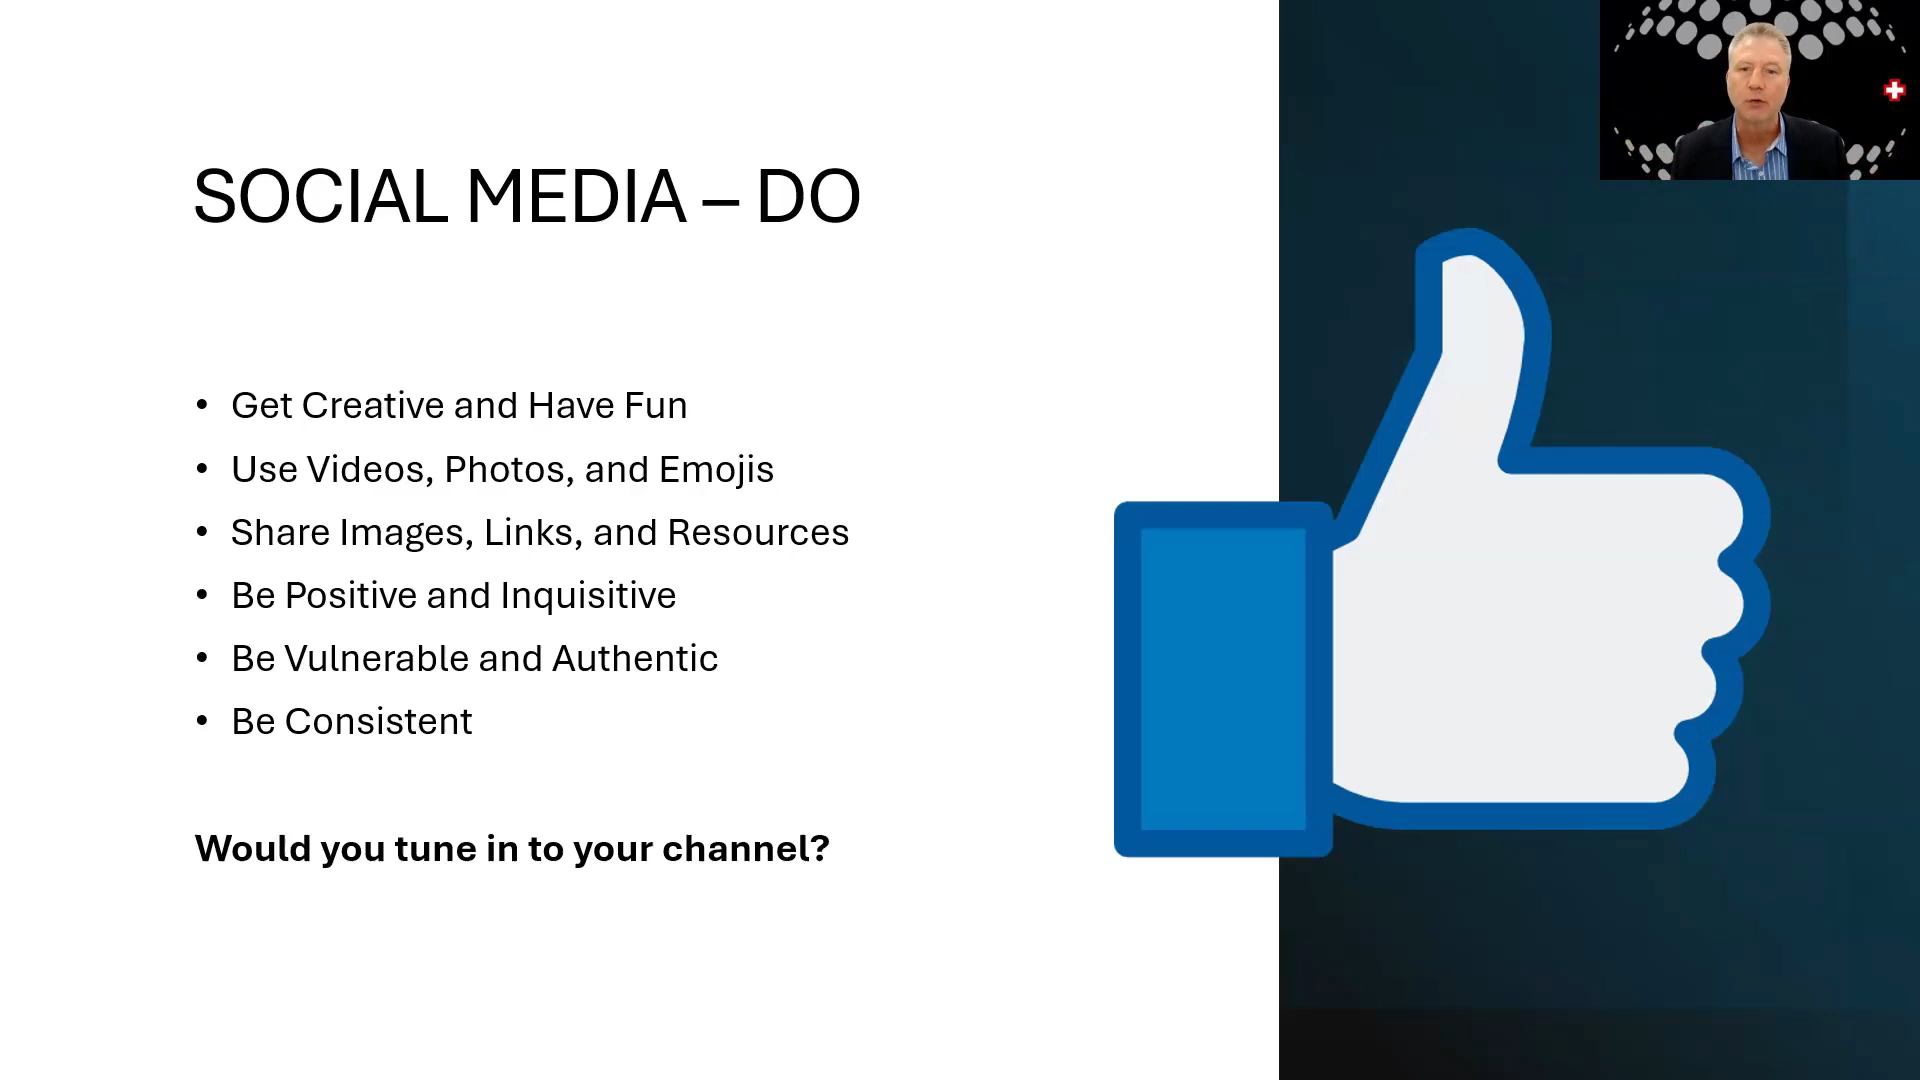 SOCIAL MEDIA – DO
• Get Creative and Have Fun
• Use Videos, Photos, and Emojis
• Share Images, Links, and Resources
• Be Positive and Inquisitive
• Be Vulnerable and Authentic
• Be Consistent
Would you tune in to your channel?